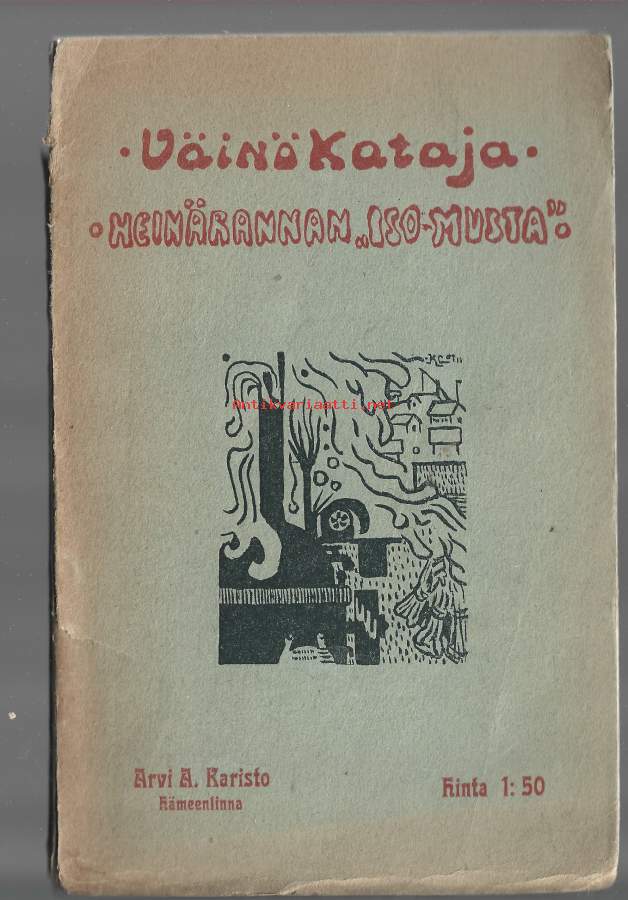 · Väinö Kataja ·
· HEINÄRANNAN „ISO-MUSTA” ·
Antikvariaatti.net
Arvi A. Karisto
Hämeenlinna
Hinta 1: 50